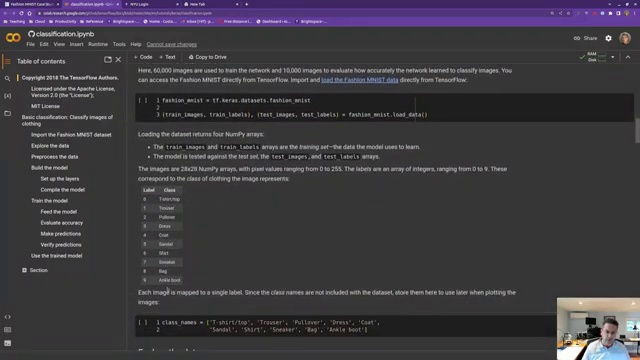 Fashion MNIST Case Stud
classification.ipynb
NYU Login
New Tab
classification.ipynb
File Edit View Insert Runtime Tools Help
Cannot save changes
Share
+ Code + Text Copy to Drive
RAM
Disk
Editing
Table of contents
Copyright 2018 The TensorFlow Authors.
Licensed under the Apache License, Version 2.0 (the "License");
MIT License
Basic classification: Classify images of clothing
Import the Fashion MNIST dataset
Explore the data
Preprocess the data
Build the model
Set up the layers
Compile the model
Train the model
Feed the model
Evaluate accuracy
Make predictions
Verify predictions
Use the trained model
Section
Here, 60,000 images are used to train the network and 10,000 images to evaluate how accurately the network learned to classify images. You
can access the Fashion MNIST directly from TensorFlow. Import and load the Fashion MNIST data directly from TensorFlow:
[ ] 1 fashion_mnist = tf.keras.datasets.fashion_mnist
2
3 (train_images, train_labels), (test_images, test_labels) = fashion_mnist.load_data()
Loading the dataset returns four NumPy arrays:
• The train_images and train_labels arrays are the training set—the data the model uses to learn.
• The model is tested against the test set, the test_images, and test_labels arrays.
The images are 28x28 NumPy arrays, with pixel values ranging from 0 to 255. The labels are an array of integers, ranging from 0 to 9. These
correspond to the class of clothing the image represents:
Label Class
0 T-shirt/top
1 Trouser
2 Pullover
3 Dress
4 Coat
5 Sandal
6 Shirt
7 Sneaker
8 Bag
9 Ankle boot
Each image is mapped to a single label. Since the class names are not included with the dataset, store them here to use later when plotting the
images:
[ ] 1 class_names = ['T-shirt/top', 'Trouser', 'Pullover', 'Dress', 'Coat',
2 'Sandal', 'Shirt', 'Sneaker', 'Bag', 'Ankle boot']